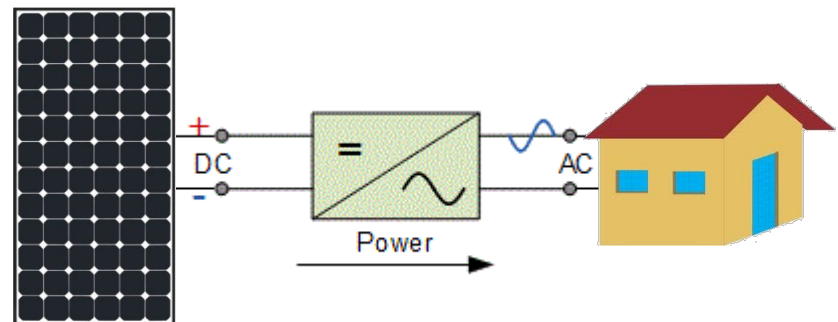 +
DC
-
=
AC
Power